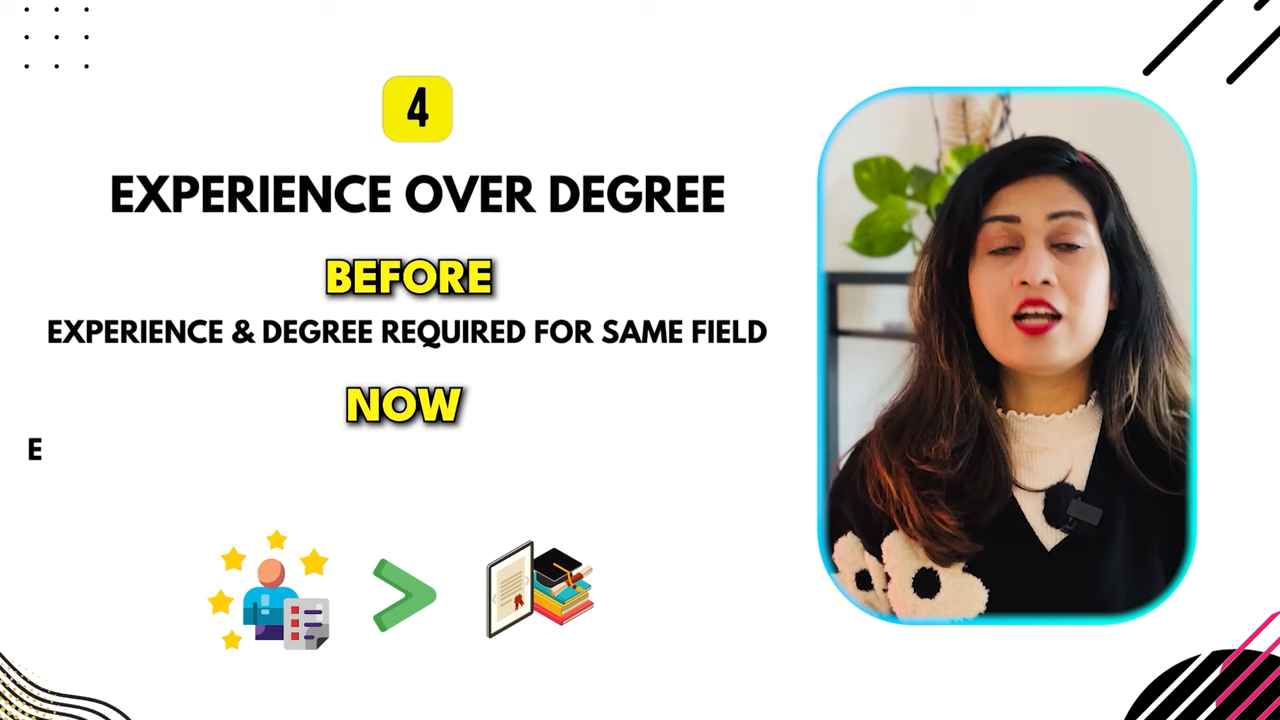 4
EXPERIENCE OVER DEGREE
BEFORE
EXPERIENCE & DEGREE REQUIRED FOR SAME FIELD
NOW
E